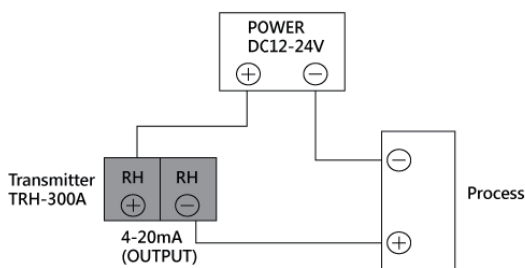 POWER
DC12-24V
+ −
Transmitter
TRH-300A
RH RH
+ −
4-20mA
(OUTPUT)
−
+
Process